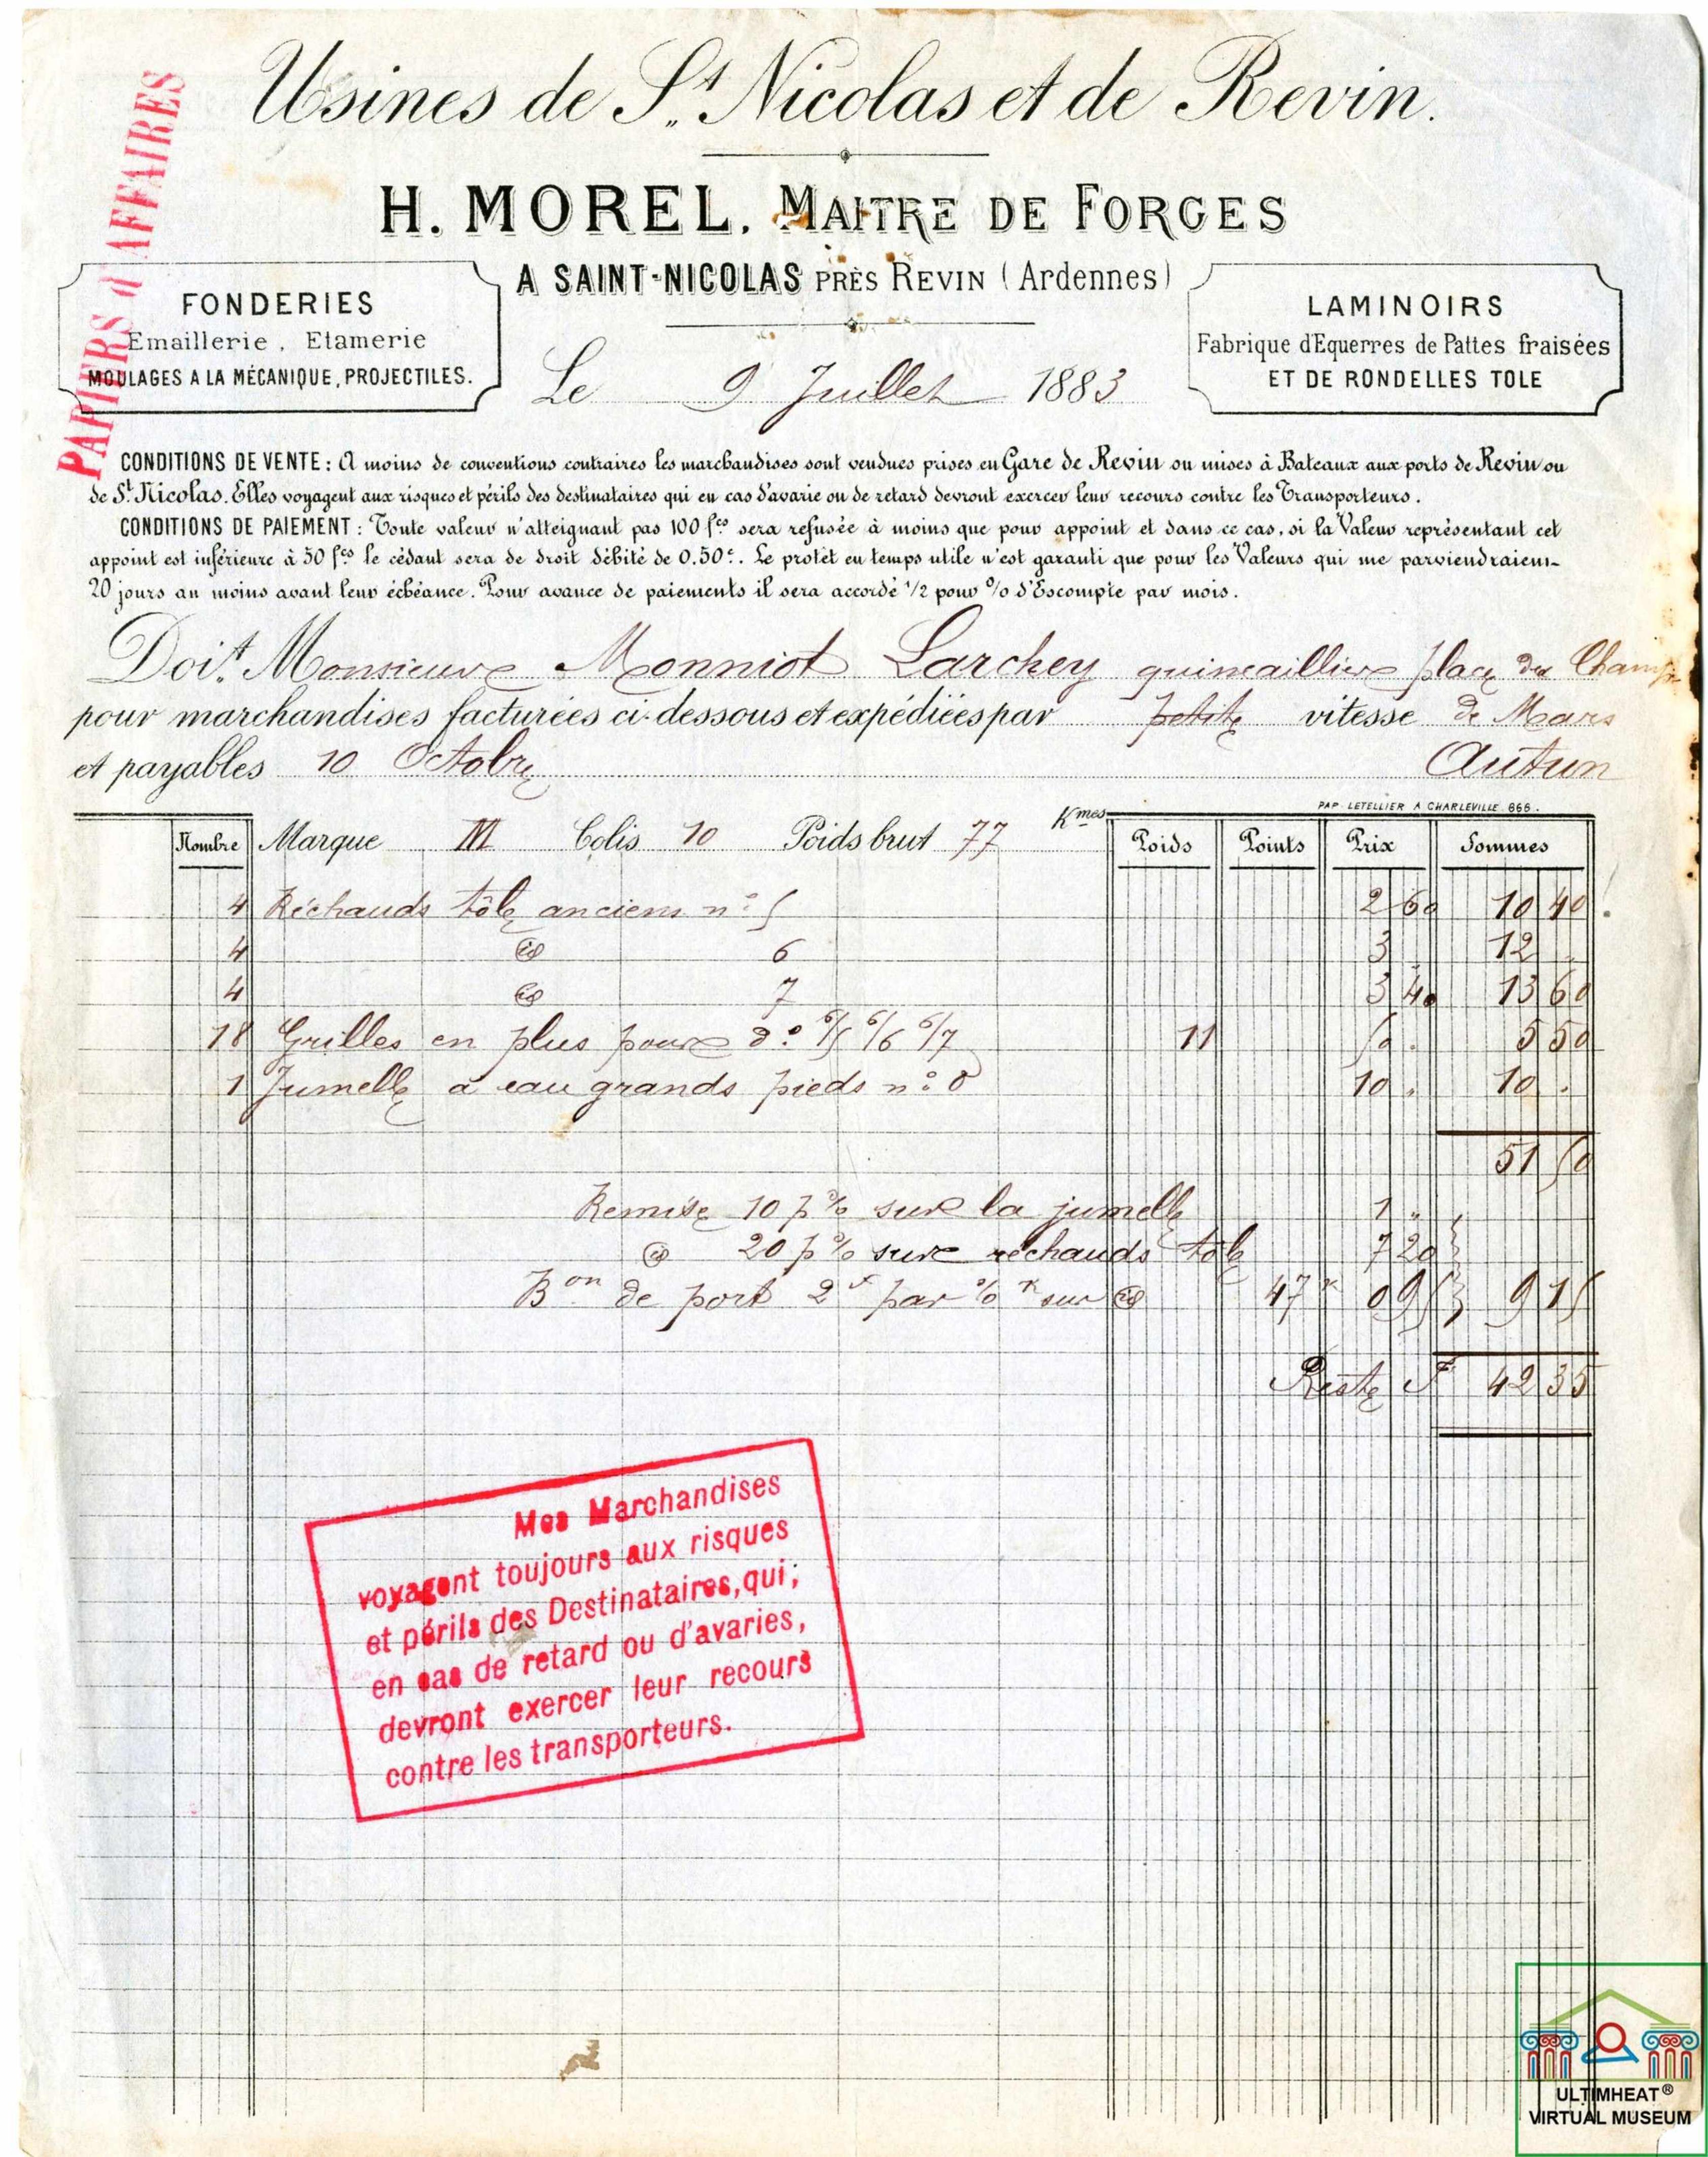 PAPIERS d'AFFAIRES
Usines de St Nicolas et de Revin.
H. MOREL, MAITRE DE FORGES
A SAINT-NICOLAS PRÈS REVIN (Ardennes)
FONDERIES
Emaillerie, Etamerie
MOULAGES A LA MÉCANIQUE, PROJECTILES.
LAMINOIRS
Fabrique d'Equerres de Pattes fraisées
ET DE RONDELLES TOLE
Le 9 Juillet 1883
CONDITIONS DE VENTE: A moins de conventions contraires les marchandises sont vendues prises en Gare de Revin ou mises à Bateaux aux ports de Revin ou
de St Nicolas. Elles voyagent aux risques et périls des destinataires qui en cas d'avarie ou de retard devront exercer leur recours contre les Transporteurs.
CONDITIONS DE PAIEMENT: Toute valeur n'atteignant pas 100 fcs sera refusée à moins que pour appoint et dans ce cas, si la Valeur représentant cet
appoint est inférieure à 50 fcs le cédant sera de droit débité de 0.50c. Le protêt en temps utile n'est garanti que pour les Valeurs qui me parviendraient
20 jours au moins avant leur échéance. Pour avance de paiements il sera accordé 1/2 pour % d'Escompte par mois.
Doit Monsieur Monniot Larchey quincaillier place du Champ
pour marchandises facturées ci-dessous et expédiées par petite vitesse de Mars
et payables 10 Octobre Autun
PAP. LETELLIER A CHARLEVILLE. 866.
Nombre Marque M Colis 10 Poids brut 77 Kmes Poids Points Prix Sommes
4 Réchauds tôle anciens n° 5 2 60 10 40
4 do 6 3 . 12 .
4 do 7 3 40 13 60
18 Grilles en plus pour d° 6/5 6/6 6/7 11 50 . 5 50
1 Jumelle à eau grands pieds n° 8 10 . 10 .
51 50
Remise 10 p% sur la jumelle 1 "
do 20 p% sur réchauds tôle 7 20
Bon de port 2f par % k sur do 47k 0 95 9 15
Reste F 42 35
Mes Marchandises
voyagent toujours aux risques
et périls des Destinataires, qui;
en cas de retard ou d'avaries,
devront exercer leur recours
contre les transporteurs.
ULTIMHEAT®
VIRTUAL MUSEUM